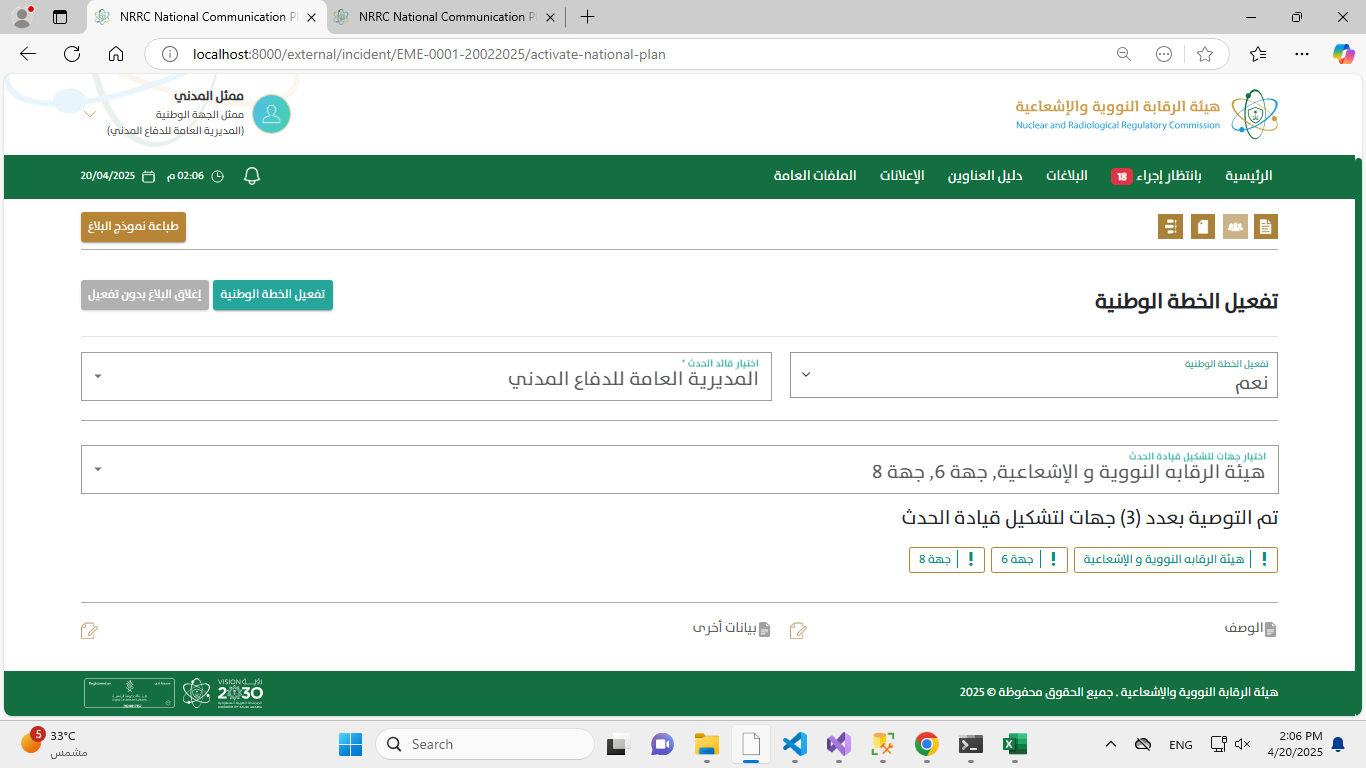 NRRC National Communication Pl
NRRC National Communication Pl
localhost:8000/external/incident/EME-0001-20022025/activate-national-plan
هيئة الرقابة النووية والإشعاعية
Nuclear and Radiological Regulatory Commission
ممثل المدني
ممثل الجهة الوطنية
(المديرية العامة للدفاع المدني)
الرئيسية
بانتظار إجراء 18
البلاغات
دليل العناوين
الإعلانات
الملفات العامة
02:06 م
20/04/2025
طباعة نموذج البلاغ
تفعيل الخطة الوطنية
تفعيل الخطة الوطنية
إغلاق البلاغ بدون تفعيل
تفعيل الخطة الوطنية
نعم
اختيار قائد الحدث *
المديرية العامة للدفاع المدني
اختيار جهات لتشكيل قيادة الحدث
هيئة الرقابه النووية و الإشعاعية, جهة 6, جهة 8
تم التوصية بعدد (3) جهات لتشكيل قيادة الحدث
! هيئة الرقابه النووية و الإشعاعية
! جهة 6
! جهة 8
الوصف
بيانات أخرى
هيئة الرقابة النووية والإشعاعية . جميع الحقوق محفوظة © 2025
VISION رؤية
2030
5
33°C
مشمس
Search
ENG
2:06 PM
4/20/2025